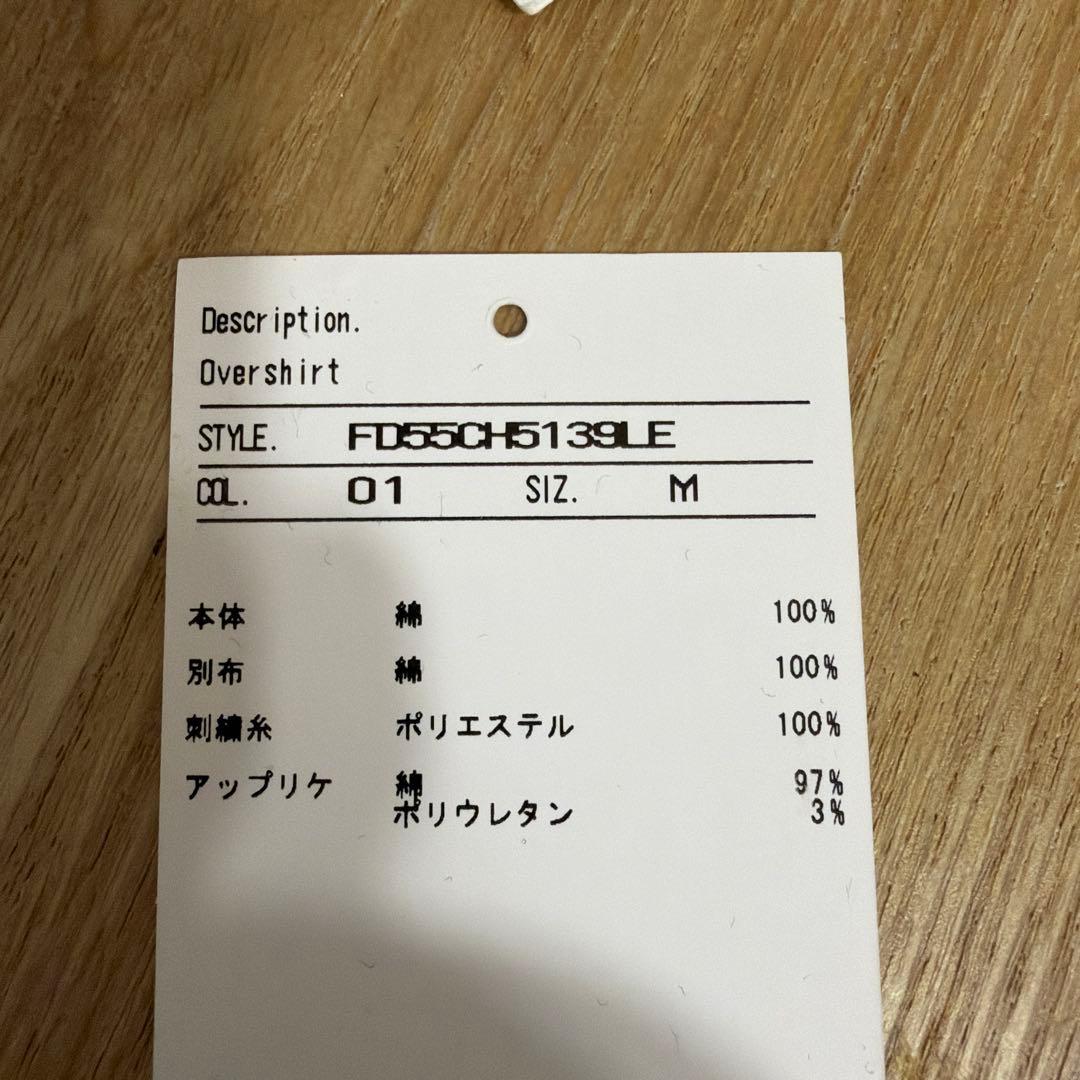 Description.
Overshirt
STYLE. FD55CH5139LE
COL. 01 SIZ. M
本体 綿 100%
別布 綿 100%
刺繍糸 ポリエステル 100%
アップリケ 綿 97%
ポリウレタン 3%